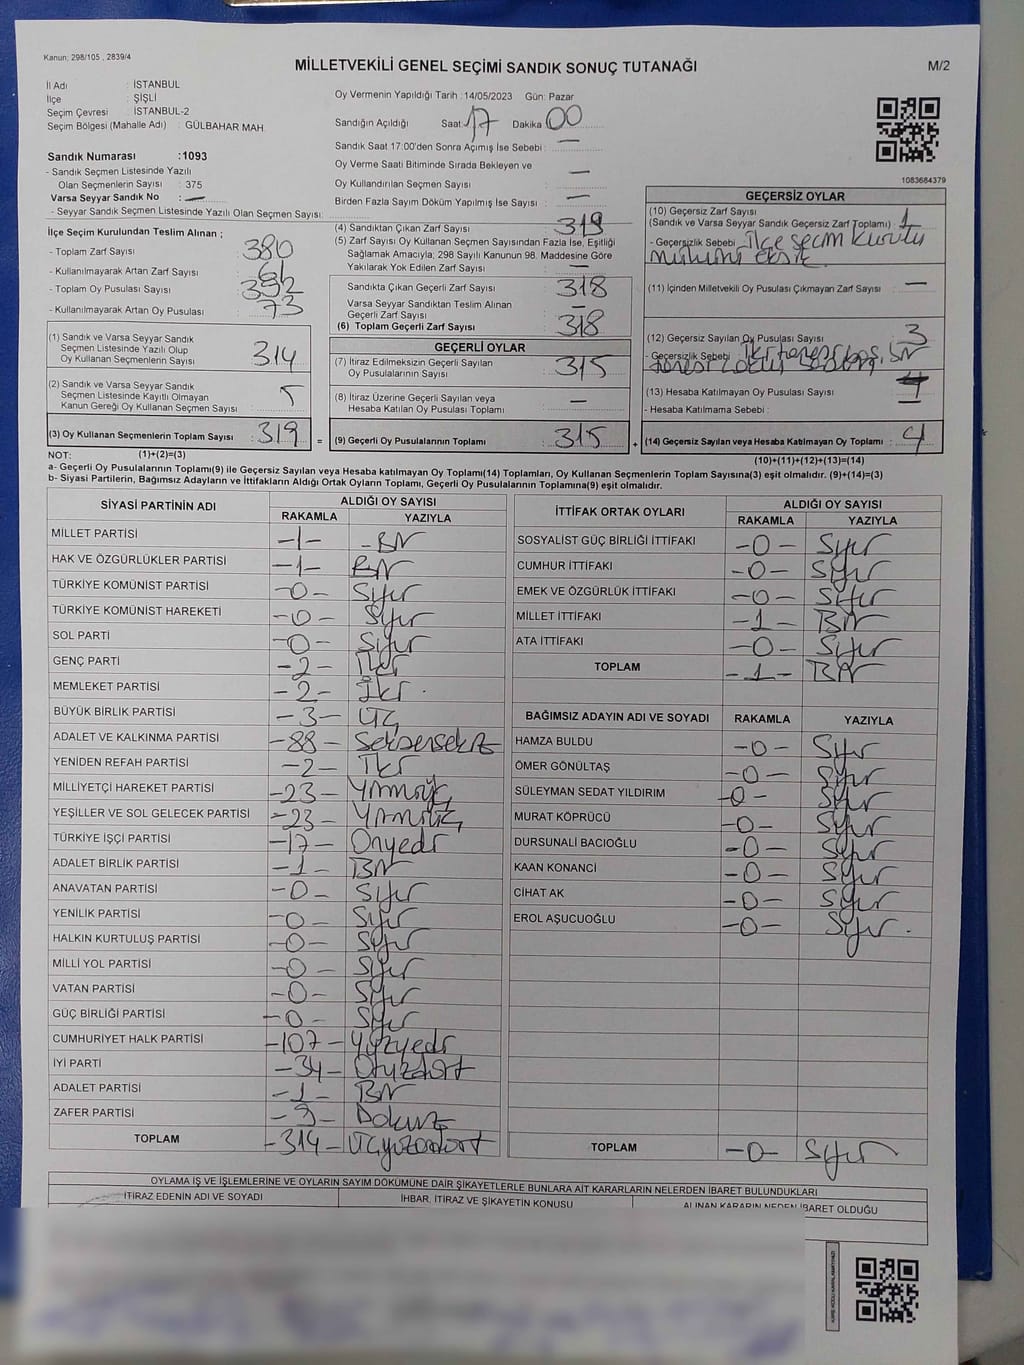 Kanun; 298/105 , 2839/4
MİLLETVEKİLİ GENEL SEÇİMİ SANDIK SONUÇ TUTANAĞI
M/2
İl Adı : İSTANBUL
İlçe : ŞİŞLİ
Seçim Çevresi : İSTANBUL-2
Seçim Bölgesi (Mahalle Adı) : GÜLBAHAR MAH.
Sandık Numarası :1093
- Sandık Seçmen Listesinde Yazılı
Olan Seçmenlerin Sayısı : 375
Varsa Seyyar Sandık No : —
- Seyyar Sandık Seçmen Listesinde Yazılı Olan Seçmen Sayısı:
İlçe Seçim Kurulundan Teslim Alınan ;
- Toplam Zarf Sayısı : 380
- Kullanılmayarak Artan Zarf Sayısı : 61
- Toplam Oy Pusulası Sayısı : 392
- Kullanılmayarak Artan Oy Pusulası : 73
Oy Vermenin Yapıldığı Tarih : 14/05/2023 Gün: Pazar
Sandığın Açıldığı Saat 17 Dakika 00
Sandık Saat 17:00'den Sonra Açımış İse Sebebi : —
Oy Verme Saati Bitiminde Sırada Bekleyen ve
Oy Kullandırılan Seçmen Sayısı : —
Birden Fazla Sayım Döküm Yapılmış İse Sayısı : —
(4) Sandıktan Çıkan Zarf Sayısı : 319
(5) Zarf Sayısı Oy Kullanan Seçmen Sayısından Fazla İse, Eşitliği
Sağlamak Amacıyla; 298 Sayılı Kanunun 98. Maddesine Göre
Yakılarak Yok Edilen Zarf Sayısı : —
Sandıkta Çıkan Geçerli Zarf Sayısı : 318
Varsa Seyyar Sandıktan Teslim Alınan
Geçerli Zarf Sayısı : —
(6) Toplam Geçerli Zarf Sayısı : 318
1083684379
GEÇERSİZ OYLAR
(10) Geçersiz Zarf Sayısı
(Sandık ve Varsa Seyyar Sandık Geçersiz Zarf Toplamı) : 1
- Geçersizlik Sebebi : İlçe seçim kurulu
mührü eksik.
(11) İçinden Milletvekili Oy Pusulası Çıkmayan Zarf Sayısı : —
(12) Geçersiz Sayılan Oy Pusulası Sayısı : 3
- Geçersizlik Sebebi :
(13) Hesaba Katılmayan Oy Pusulası Sayısı :
- Hesaba Katılmama Sebebi :
(1) Sandık ve Varsa Seyyar Sandık
Seçmen Listesinde Yazılı Olup
Oy Kullanan Seçmenlerin Sayısı : 314
(2) Sandık ve Varsa Seyyar Sandık
Seçmen Listesinde Kayıtlı Olmayan
Kanun Gereği Oy Kullanan Seçmen Sayısı : 5
GEÇERLİ OYLAR
(7) İtiraz Edilmeksizin Geçerli Sayılan
Oy Pusulalarının Sayısı : 315
(8) İtiraz Üzerine Geçerli Sayılan veya
Hesaba Katılan Oy Pusulası Toplamı : —
(3) Oy Kullanan Seçmenlerin Toplam Sayısı : 319 = (9) Geçerli Oy Pusulalarının Toplamı : 315 + (14) Geçersiz Sayılan veya Hesaba Katılmayan Oy Toplamı : 4
NOT: (1)+(2)=(3) (10)+(11)+(12)+(13)=(14)
a- Geçerli Oy Pusulalarının Toplamı(9) ile Geçersiz Sayılan veya Hesaba katılmayan Oy Toplamı(14) Toplamları, Oy Kullanan Seçmenlerin Toplam Sayısına(3) eşit olmalıdır. (9)+(14)=(3)
b- Siyasi Partilerin, Bağımsız Adayların ve İttifakların Aldığı Ortak Oyların Toplamı, Geçerli Oy Pusulalarının Toplamına(9) eşit olmalıdır.
SİYASİ PARTİNİN ADI ALDIĞI OY SAYISI
RAKAMLA YAZIYLA
MİLLET PARTİSİ -1- -Bir
HAK VE ÖZGÜRLÜKLER PARTİSİ -1- Bir
TÜRKİYE KOMÜNİST PARTİSİ -0- Sıfır
TÜRKİYE KOMÜNİST HAREKETİ -0- Sıfır
SOL PARTİ -0- Sıfır
GENÇ PARTİ -2- İki
MEMLEKET PARTİSİ -2- İki
BÜYÜK BİRLİK PARTİSİ -3- Üç
ADALET VE KALKINMA PARTİSİ -88- Seksensekiz
YENİDEN REFAH PARTİSİ -2- İki
MİLLİYETÇİ HAREKET PARTİSİ -23- Yirmiüç
YEŞİLLER VE SOL GELECEK PARTİSİ -23- Yirmiüç
TÜRKİYE İŞÇİ PARTİSİ -17- Onyedi
ADALET BİRLİK PARTİSİ -1- Bir
ANAVATAN PARTİSİ -0- Sıfır
YENİLİK PARTİSİ -0- Sıfır
HALKIN KURTULUŞ PARTİSİ -0- Sıfır
MİLLİ YOL PARTİSİ -0- Sıfır
VATAN PARTİSİ -0- Sıfır
GÜÇ BİRLİĞİ PARTİSİ -0- Sıfır
CUMHURİYET HALK PARTİSİ -107- Yüzyedi
İYİ PARTİ -34- Otuzdört
ADALET PARTİSİ -1- Bir
ZAFER PARTİSİ -9- Dokuz
TOPLAM -314- Üçyüzondört
İTTİFAK ORTAK OYLARI ALDIĞI OY SAYISI
RAKAMLA YAZIYLA
SOSYALİST GÜÇ BİRLİĞİ İTTİFAKI -0- Sıfır
CUMHUR İTTİFAKI -0- Sıfır
EMEK VE ÖZGÜRLÜK İTTİFAKI -0- Sıfır
MİLLET İTTİFAKI -1- Bir
ATA İTTİFAKI -0- Sıfır
TOPLAM -1- Bir
BAĞIMSIZ ADAYIN ADI VE SOYADI RAKAMLA YAZIYLA
HAMZA BULDU -0- Sıfır
ÖMER GÖNÜLTAŞ -0- Sıfır
SÜLEYMAN SEDAT YILDIRIM -0- Sıfır
MURAT KÖPRÜCÜ -0- Sıfır
DURSUNALİ BACIOĞLU -0- Sıfır
KAAN KONANCİ -0- Sıfır
CİHAT AK -0- Sıfır
EROL AŞUCUOĞLU -0- Sıfır.
TOPLAM -0- Sıfır
OYLAMA İŞ VE İŞLEMLERİNE VE OYLARIN SAYIM DÖKÜMÜNE DAİR ŞİKAYETLERLE BUNLARA AİT KARARLARIN NELERDEN İBARET BULUNDUKLARI
İTİRAZ EDENİN ADI VE SOYADI İHBAR, İTİRAZ VE ŞİKAYETİN KONUSU ALINAN KARARIN NEDEN İBARET OLDUĞU